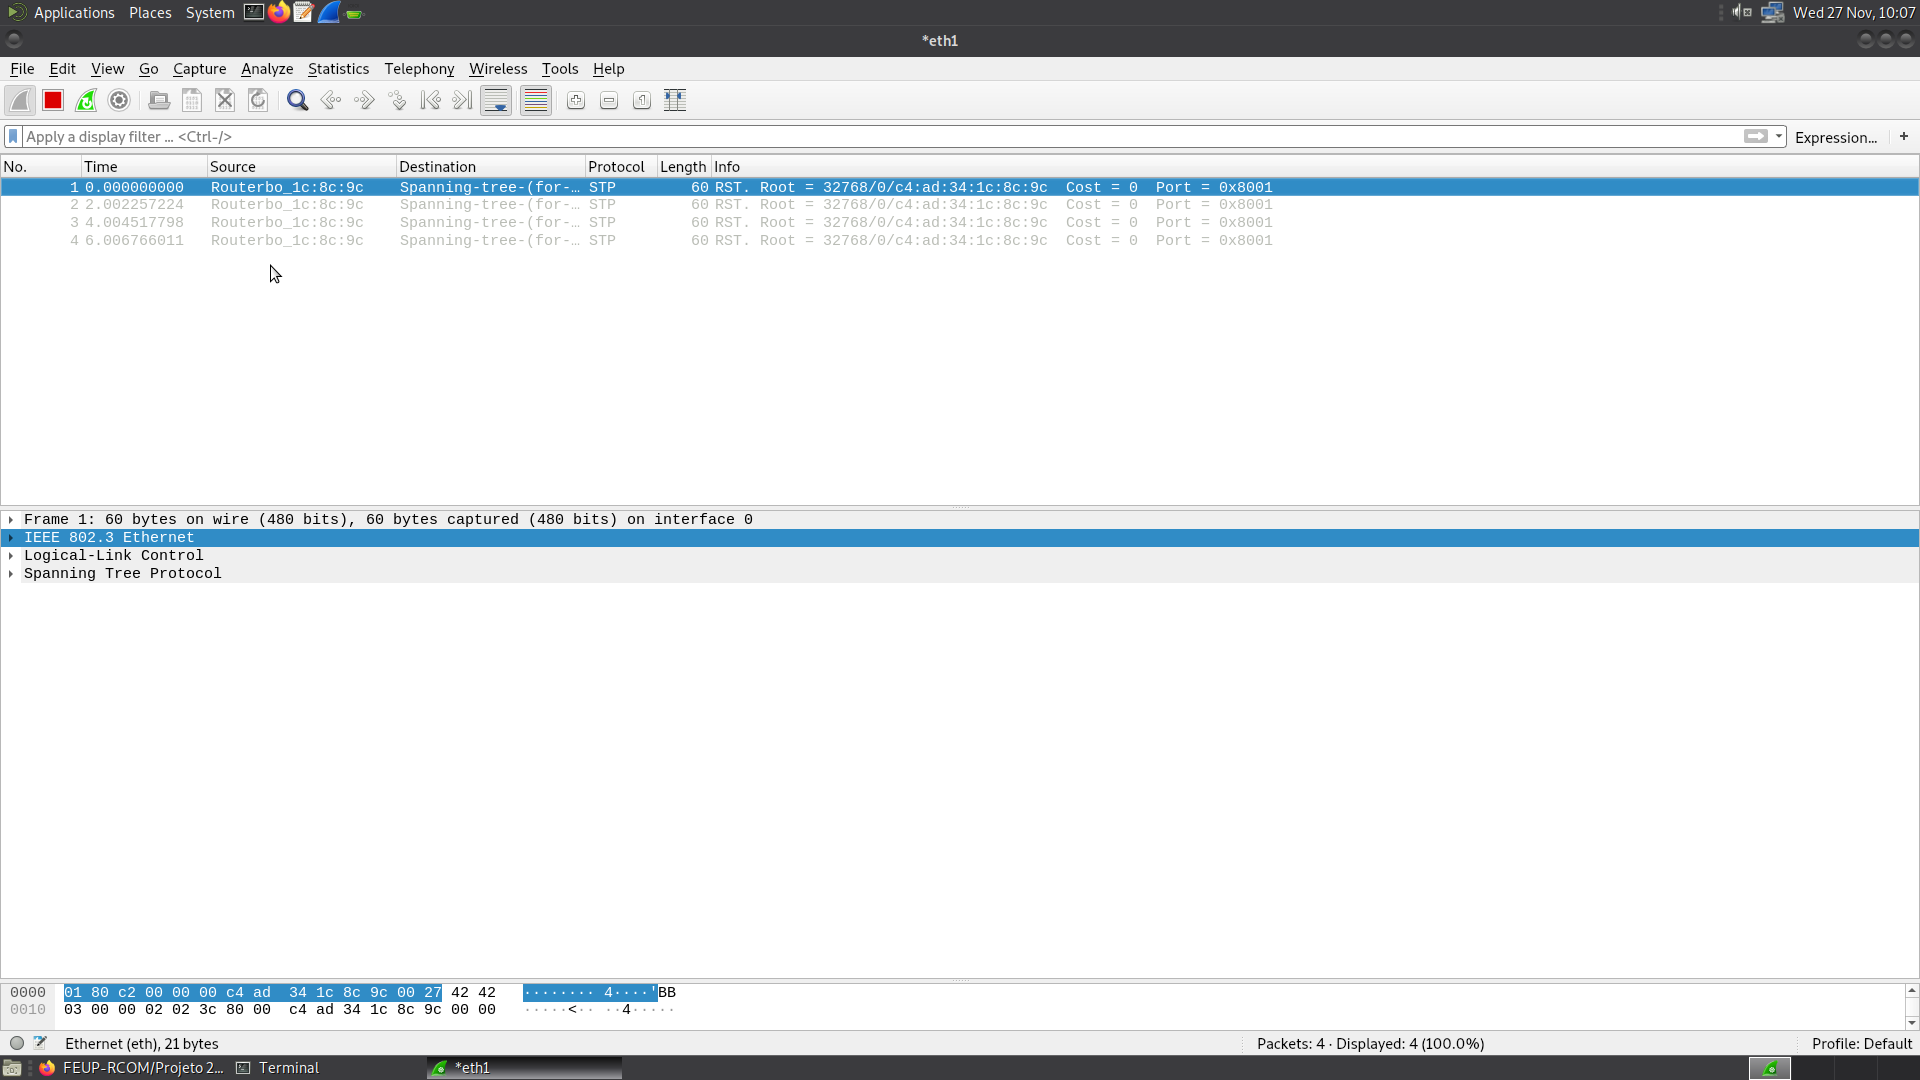 Applications Places System Wed 27 Nov, 10:07
*eth1
File Edit View Go Capture Analyze Statistics Telephony Wireless Tools Help
Apply a display filter ... <Ctrl-/> Expression... +
No. Time Source Destination Protocol Length Info
1 0.000000000 Routerbo_1c:8c:9c Spanning-tree-(for-… STP 60 RST. Root = 32768/0/c4:ad:34:1c:8c:9c Cost = 0 Port = 0x8001
2 2.002257224 Routerbo_1c:8c:9c Spanning-tree-(for-… STP 60 RST. Root = 32768/0/c4:ad:34:1c:8c:9c Cost = 0 Port = 0x8001
3 4.004517798 Routerbo_1c:8c:9c Spanning-tree-(for-… STP 60 RST. Root = 32768/0/c4:ad:34:1c:8c:9c Cost = 0 Port = 0x8001
4 6.006766011 Routerbo_1c:8c:9c Spanning-tree-(for-… STP 60 RST. Root = 32768/0/c4:ad:34:1c:8c:9c Cost = 0 Port = 0x8001
Frame 1: 60 bytes on wire (480 bits), 60 bytes captured (480 bits) on interface 0
IEEE 802.3 Ethernet
Logical-Link Control
Spanning Tree Protocol
0000 01 80 c2 00 00 00 c4 ad 34 1c 8c 9c 00 27 42 42 ········ 4····'BB
0010 03 00 00 02 02 3c 80 00 c4 ad 34 1c 8c 9c 00 00 ·····<·· ··4·····
Ethernet (eth), 21 bytes Packets: 4 · Displayed: 4 (100.0%) Profile: Default
FEUP-RCOM/Projeto 2... Terminal *eth1